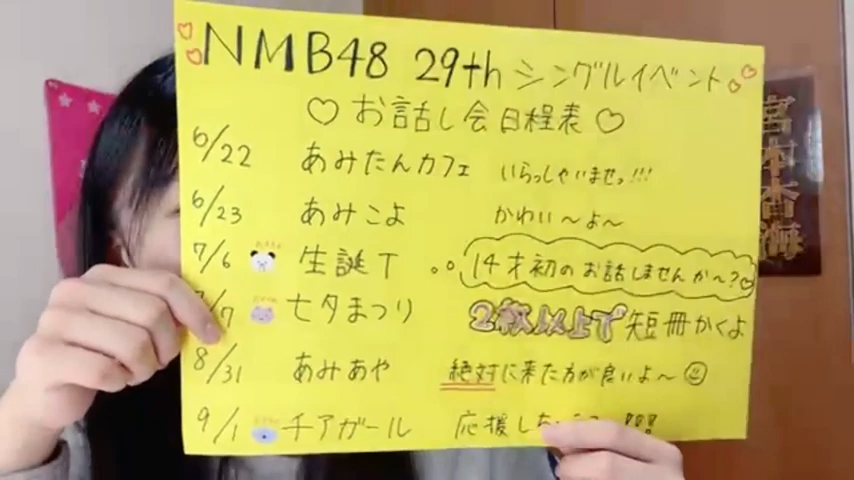 NMB48 29th シングルイベント
♡ お話し会日程表 ♡
6/22 あみたんカフェ いらっしゃいませっ!!!
6/23 あみこよ かわい〜よ〜
7/6 生誕T 14才初のお話しませんか〜?♡
7/7 七夕まつり 2枚以上で短冊かくよ
8/31 あみあや 絶対に来た方が良いよ〜☺
9/1 チアガール 応援し
宮本杏海